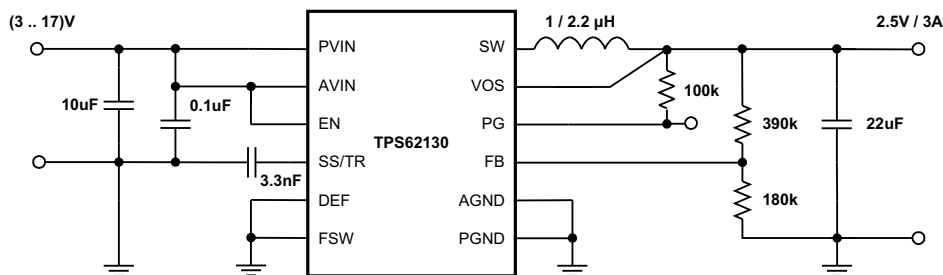 (3 .. 17)V
1 / 2.2 µH
2.5V / 3A
PVIN
SW
AVIN
VOS
10uF
0.1uF
100k
EN
PG
TPS62130
390k
22uF
SS/TR
FB
3.3nF
DEF
AGND
180k
FSW
PGND